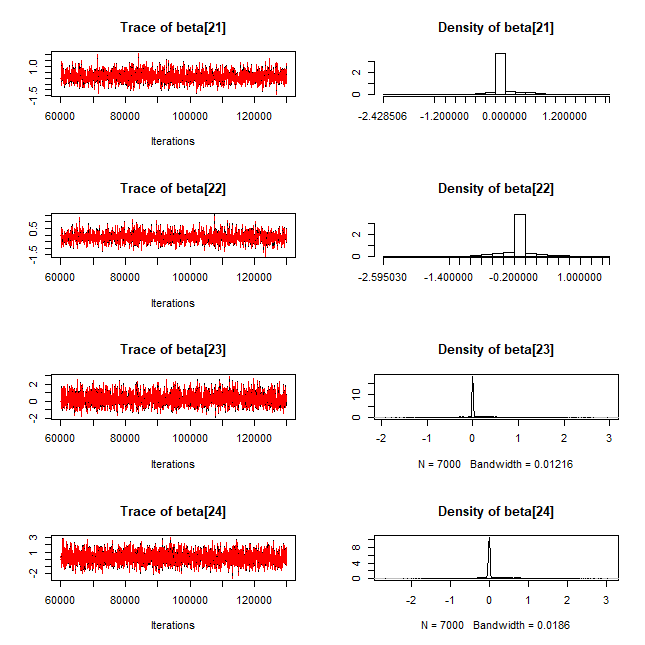 Trace of beta[21]
Density of beta[21]
-1.5 1.0
0 2
60000 80000 100000 120000
-2.428506 -1.200000 0.000000 1.200000
Iterations
Trace of beta[22]
Density of beta[22]
-1.5 0.5
0 2
60000 80000 100000 120000
-2.595030 -1.400000 -0.200000 1.000000
Iterations
Trace of beta[23]
Density of beta[23]
-2 0 2
0 10
60000 80000 100000 120000
-2 -1 0 1 2 3
Iterations
N = 7000 Bandwidth = 0.01216
Trace of beta[24]
Density of beta[24]
-2 1 3
0 4 8
60000 80000 100000 120000
-2 -1 0 1 2 3
Iterations
N = 7000 Bandwidth = 0.0186